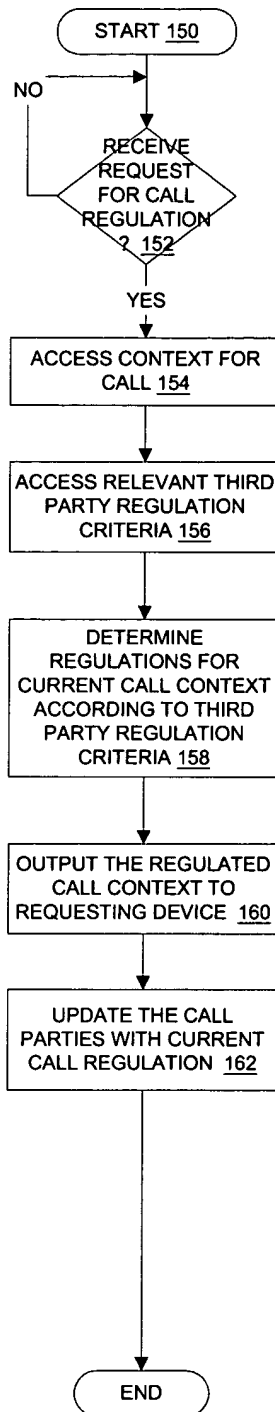 START 150
NO
RECEIVE
REQUEST
FOR CALL
REGULATION
? 152
YES
ACCESS CONTEXT FOR
CALL 154
ACCESS RELEVANT THIRD
PARTY REGULATION
CRITERIA 156
DETERMINE
REGULATIONS FOR
CURRENT CALL CONTEXT
ACCORDING TO THIRD
PARTY REGULATION
CRITERIA 158
OUTPUT THE REGULATED
CALL CONTEXT TO
REQUESTING DEVICE 160
UPDATE THE CALL
PARTIES WITH CURRENT
CALL REGULATION 162
END